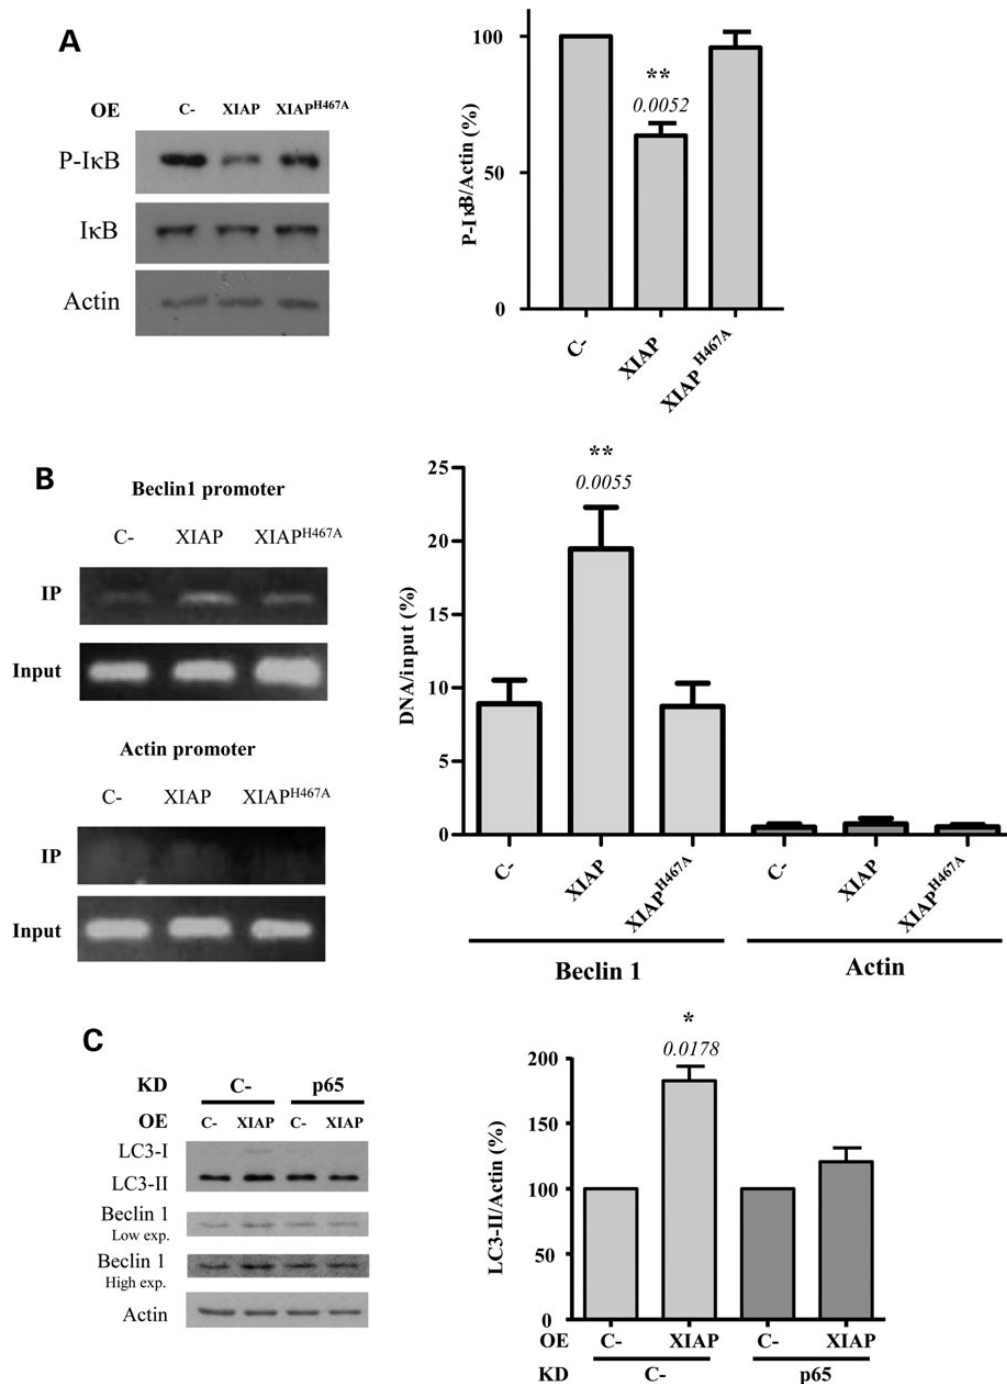 A
OE C- XIAP XIAP^H467A
P-IκB
IκB
Actin
P-IκB/Actin (%)
100
50
0
**
0.0052
C-
XIAP
XIAP H467A
B
Beclin1 promoter
C- XIAP XIAP^H467A
IP
Input
Actin promoter
C- XIAP XIAP^H467A
IP
Input
DNA/input (%)
25
20
15
10
5
0
**
0.0055
C-
XIAP
XIAP^H467A
C-
XIAP
XIAP^H467A
Beclin 1
Actin
C
KD C- p65
OE C- XIAP C- XIAP
LC3-I
LC3-II
Beclin 1
Low exp.
Beclin 1
High exp.
Actin
LC3-II/Actin (%)
200
150
100
50
0
*
0.0178
OE C- XIAP C- XIAP
KD C- p65